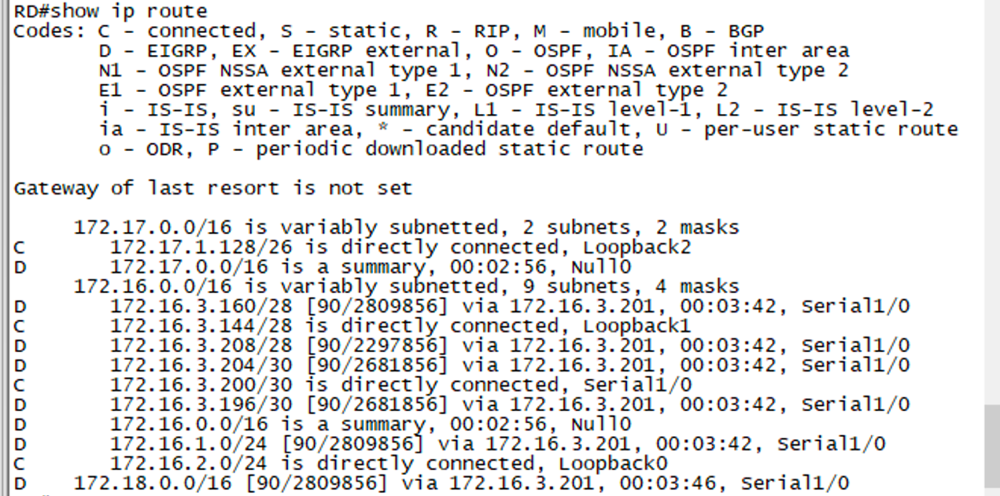 RD#show ip route
Codes: C - connected, S - static, R - RIP, M - mobile, B - BGP
D - EIGRP, EX - EIGRP external, O - OSPF, IA - OSPF inter area
N1 - OSPF NSSA external type 1, N2 - OSPF NSSA external type 2
E1 - OSPF external type 1, E2 - OSPF external type 2
i - IS-IS, su - IS-IS summary, L1 - IS-IS level-1, L2 - IS-IS level-2
ia - IS-IS inter area, * - candidate default, U - per-user static route
o - ODR, P - periodic downloaded static route
Gateway of last resort is not set
172.17.0.0/16 is variably subnetted, 2 subnets, 2 masks
C 172.17.1.128/26 is directly connected, Loopback2
D 172.17.0.0/16 is a summary, 00:02:56, Null0
172.16.0.0/16 is variably subnetted, 9 subnets, 4 masks
D 172.16.3.160/28 [90/2809856] via 172.16.3.201, 00:03:42, Serial1/0
C 172.16.3.144/28 is directly connected, Loopback1
D 172.16.3.208/28 [90/2297856] via 172.16.3.201, 00:03:42, Serial1/0
D 172.16.3.204/30 [90/2681856] via 172.16.3.201, 00:03:42, Serial1/0
C 172.16.3.200/30 is directly connected, Serial1/0
D 172.16.3.196/30 [90/2681856] via 172.16.3.201, 00:03:42, Serial1/0
D 172.16.0.0/16 is a summary, 00:02:56, Null0
D 172.16.1.0/24 [90/2809856] via 172.16.3.201, 00:03:42, Serial1/0
C 172.16.2.0/24 is directly connected, Loopback0
D 172.18.0.0/16 [90/2809856] via 172.16.3.201, 00:03:46, Serial1/0